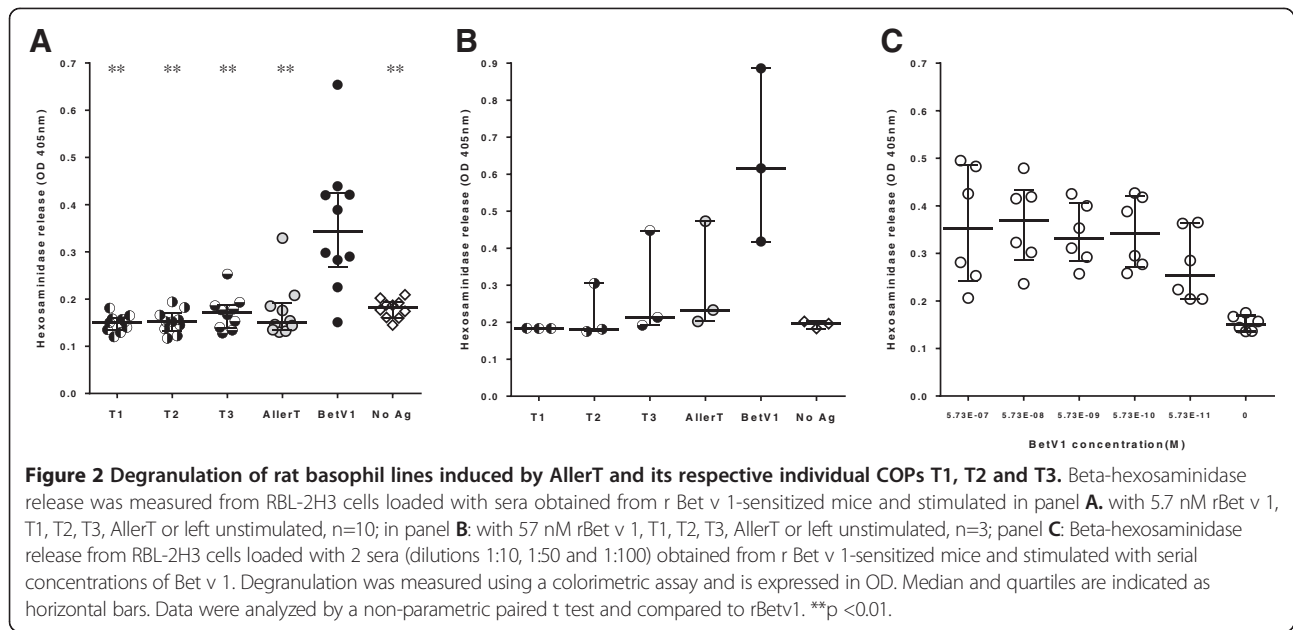 A
Hexosaminidase release (OD 405nm)
0.7
0.6
0.5
0.4
0.3
0.2
0.1
0.0
** ** ** ** **
T1 T2 T3 AllerT BetV1 No Ag
B
Hexosaminidase release (OD 405nm)
0.9
0.8
0.7
0.6
0.5
0.4
0.3
0.2
0.1
0.0
T1 T2 T3 AllerT BetV1 No Ag
C
Hexosaminidase release (OD 405nm)
0.7
0.6
0.5
0.4
0.3
0.2
0.1
0.0
5.73E-07 5.73E-08 5.73E-09 5.73E-10 5.73E-11 0
BetV1 concentration(M)
Figure 2 Degranulation of rat basophil lines induced by AllerT and its respective individual COPs T1, T2 and T3. Beta-hexosaminidase
release was measured from RBL-2H3 cells loaded with sera obtained from r Bet v 1-sensitized mice and stimulated in panel A. with 5.7 nM rBet v 1,
T1, T2, T3, AllerT or left unstimulated, n=10; in panel B: with 57 nM rBet v 1, T1, T2, T3, AllerT or left unstimulated, n=3; panel C: Beta-hexosaminidase
release from RBL-2H3 cells loaded with 2 sera (dilutions 1:10, 1:50 and 1:100) obtained from r Bet v 1-sensitized mice and stimulated with serial
concentrations of Bet v 1. Degranulation was measured using a colorimetric assay and is expressed in OD. Median and quartiles are indicated as
horizontal bars. Data were analyzed by a non-parametric paired t test and compared to rBetv1. **p <0.01.